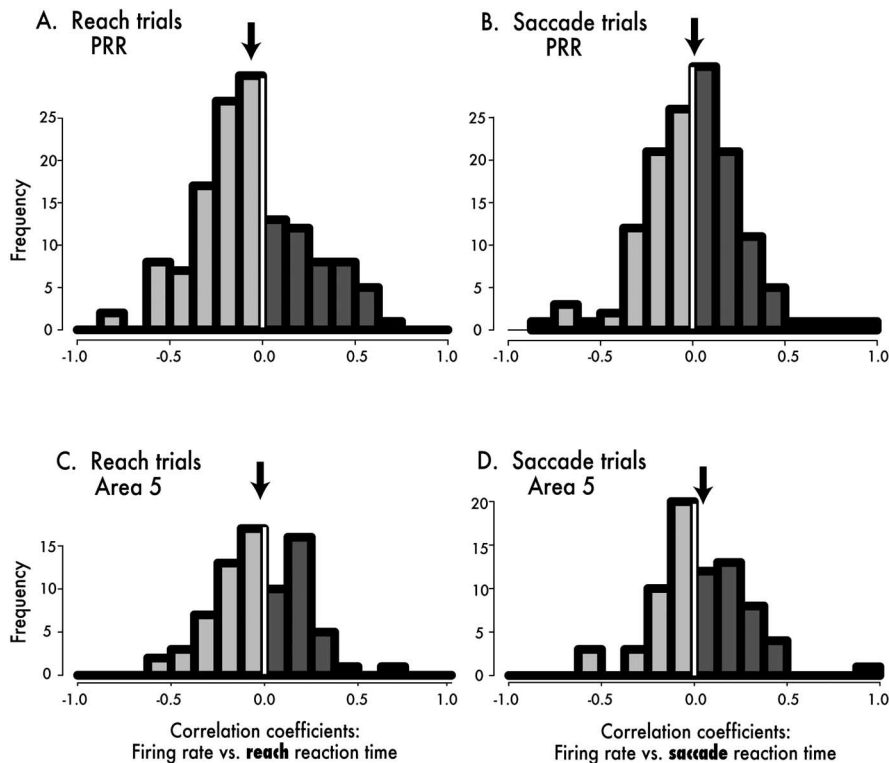 A. Reach trials
PRR
B. Saccade trials
PRR
Frequency
25
20
15
10
5
0
-1.0 -0.5 0.0 0.5 1.0
25
20
15
10
5
0
-1.0 -0.5 0.0 0.5 1.0
C. Reach trials
Area 5
D. Saccade trials
Area 5
Frequency
15
10
5
0
-1.0 -0.5 0.0 0.5 1.0
20
15
10
5
0
-1.0 -0.5 0.0 0.5 1.0
Correlation coefficients:
Firing rate vs. reach reaction time
Correlation coefficients:
Firing rate vs. saccade reaction time